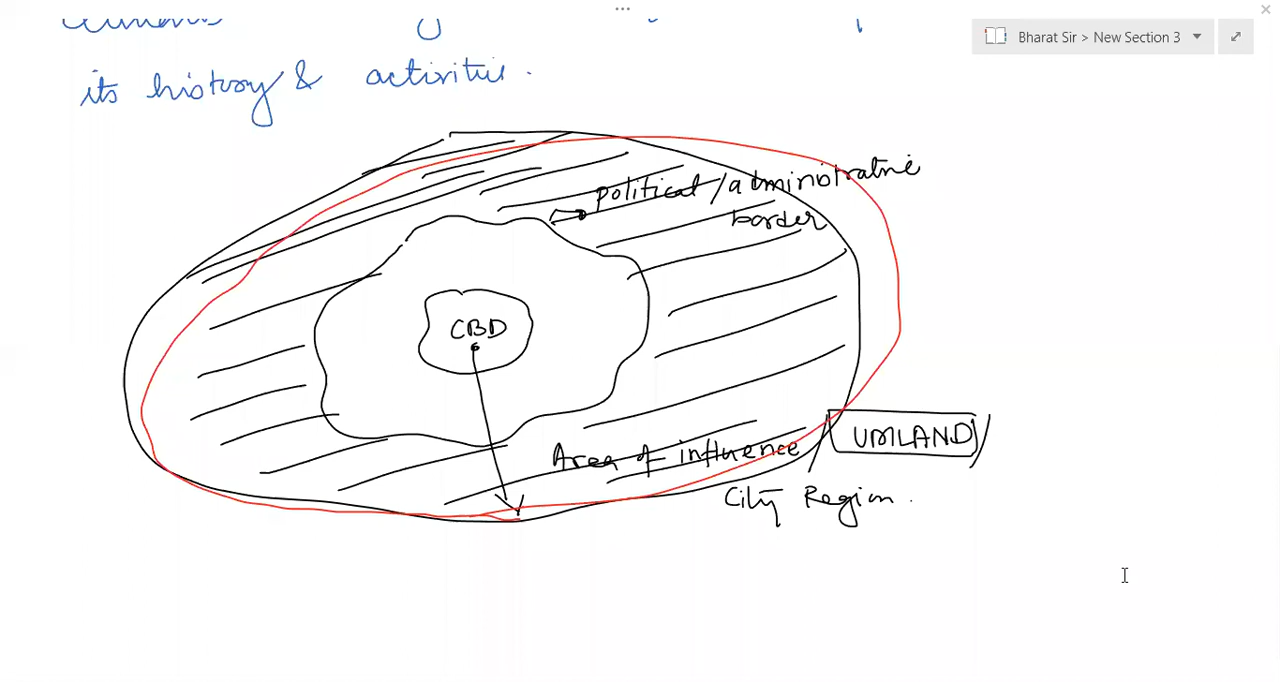 Bharat Sir > New Section 3
its history & activities.
political/administrative
border
CBD
Area of influence / UMLAND /
City Region.